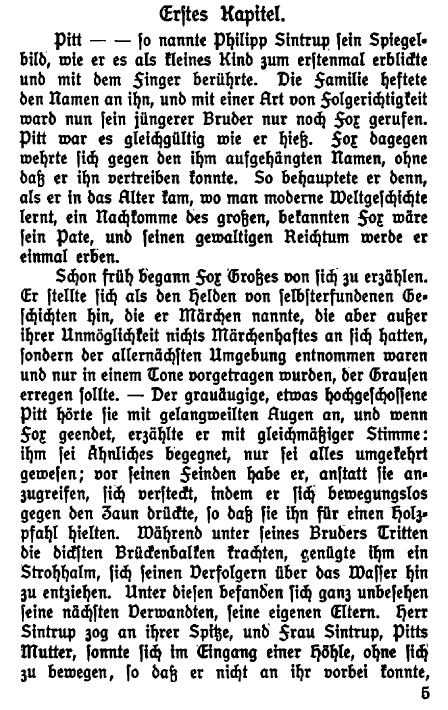 Erstes Kapitel.
Pitt — — so nannte Philipp Sintrup sein Spiegel-
bild, wie er es als kleines Kind zum erstenmal erblickte
und mit dem Finger berührte. Die Familie heftete
den Namen an ihn, und mit einer Art von Folgerichtigkeit
ward nun sein jüngerer Bruder nur noch Fox gerufen.
Pitt war es gleichgültig wie er hieß. Fox dagegen
wehrte sich gegen den ihm aufgehängten Namen, ohne
daß er ihn vertreiben konnte. So behauptete er denn,
als er in das Alter kam, wo man moderne Weltgeschichte
lernt, ein Nachkomme des großen, bekannten Fox wäre
sein Pate, und seinen gewaltigen Reichtum werde er
einmal erben.
Schon früh begann Fox Großes von sich zu erzählen.
Er stellte sich als den Helden von selbsterfundenen Ge-
schichten hin, die er Märchen nannte, die aber außer
ihrer Unmöglichkeit nichts Märchenhaftes an sich hatten,
sondern der allernächsten Umgebung entnommen waren
und nur in einem Tone vorgetragen wurden, der Grausen
erregen sollte. — Der grauäugige, etwas hochgeschossene
Pitt hörte sie mit gelangweilten Augen an, und wenn
Fox geendet, erzählte er mit gleichmäßiger Stimme:
ihm sei Ähnliches begegnet, nur sei alles umgekehrt
gewesen; vor seinen Feinden habe er, anstatt sie an-
zugreifen, sich versteckt, indem er sich bewegungslos
gegen den Zaun drückte, so daß sie ihn für einen Holz-
pfahl hielten. Während unter seines Bruders Tritten
die dicksten Brückenbalken krachten, genügte ihm ein
Strohhalm, sich seinen Verfolgern über das Wasser hin
zu entziehen. Unter diesen befanden sich ganz unbesehen
seine nächsten Verwandten, seine eigenen Eltern. Herr
Sintrup zog an ihrer Spitze, und Frau Sintrup, Pitts
Mutter, sonnte sich im Eingang einer Höhle, ohne sich
zu bewegen, so daß er nicht an ihr vorbei konnte,
5